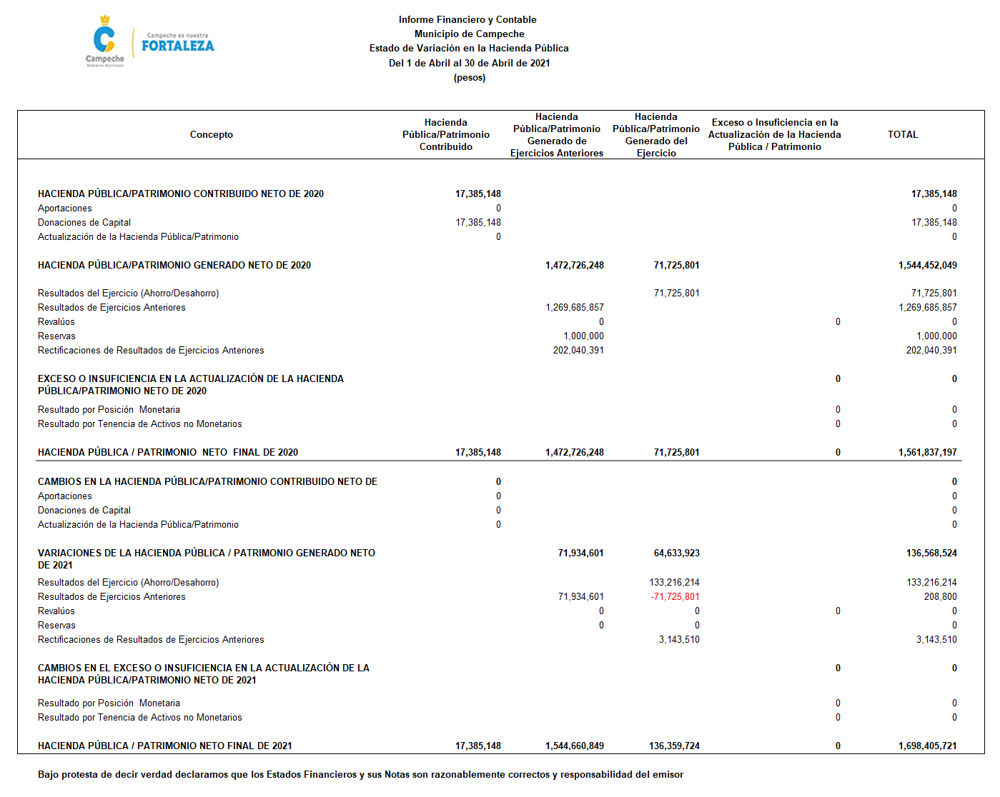 Campeche
Gobierno Municipal
Campeche es nuestra
FORTALEZA
Informe Financiero y Contable
Municipio de Campeche
Estado de Variación en la Hacienda Pública
Del 1 de Abril al 30 de Abril de 2021
(pesos)
Concepto
Hacienda
Pública/Patrimonio
Contribuido
Hacienda
Pública/Patrimonio
Generado de
Ejercicios Anteriores
Hacienda
Pública/Patrimonio
Generado del
Ejercicio
Exceso o Insuficiencia en la
Actualización de la Hacienda
Pública / Patrimonio
TOTAL
HACIENDA PÚBLICA/PATRIMONIO CONTRIBUIDO NETO DE 2020 17,385,148 17,385,148
Aportaciones 0 0
Donaciones de Capital 17,385,148 17,385,148
Actualización de la Hacienda Pública/Patrimonio 0 0
HACIENDA PÚBLICA/PATRIMONIO GENERADO NETO DE 2020 1,472,726,248 71,725,801 1,544,452,049
Resultados del Ejercicio (Ahorro/Desahorro) 71,725,801 71,725,801
Resultados de Ejercicios Anteriores 1,269,685,857 1,269,685,857
Revalúos 0 0 0
Reservas 1,000,000 1,000,000
Rectificaciones de Resultados de Ejercicios Anteriores 202,040,391 202,040,391
EXCESO O INSUFICIENCIA EN LA ACTUALIZACIÓN DE LA HACIENDA 0 0
PÚBLICA/PATRIMONIO NETO DE 2020
Resultado por Posición  Monetaria 0 0
Resultado por Tenencia de Activos no Monetarios 0 0
HACIENDA PÚBLICA / PATRIMONIO  NETO  FINAL DE 2020 17,385,148 1,472,726,248 71,725,801 0 1,561,837,197
CAMBIOS EN LA HACIENDA PÚBLICA/PATRIMONIO CONTRIBUIDO NETO DE 0 0
Aportaciones 0 0
Donaciones de Capital 0 0
Actualización de la Hacienda Pública/Patrimonio 0 0
VARIACIONES DE LA HACIENDA PÚBLICA / PATRIMONIO GENERADO NETO 71,934,601 64,633,923 136,568,524
DE 2021
Resultados del Ejercicio (Ahorro/Desahorro) 133,216,214 133,216,214
Resultados de Ejercicios Anteriores 71,934,601 -71,725,801 208,800
Revalúos 0 0 0 0
Reservas 0 0 0
Rectificaciones de Resultados de Ejercicios Anteriores 3,143,510 3,143,510
CAMBIOS EN EL EXCESO O INSUFICIENCIA EN LA ACTUALIZACIÓN DE LA 0 0
HACIENDA PÚBLICA/PATRIMONIO NETO DE 2021
Resultado por Posición  Monetaria 0 0
Resultado por Tenencia de Activos no Monetarios 0 0
HACIENDA PÚBLICA / PATRIMONIO NETO FINAL DE 2021 17,385,148 1,544,660,849 136,359,724 0 1,698,405,721
Bajo protesta de decir verdad declaramos que los Estados Financieros y sus Notas son razonablemente correctos y responsabilidad del emisor